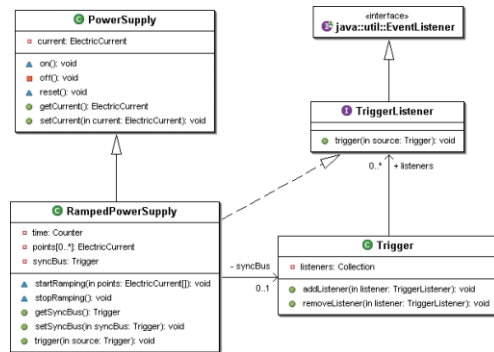 PowerSupply
current: ElectricCurrent
on(): void
off(): void
reset(): void
getCurrent(): ElectricCurrent
setCurrent(in current: ElectricCurrent): void
«interface»
java::util::EventListener
TriggerListener
trigger(in source: Trigger): void
0..* + listeners
RampedPowerSupply
time: Counter
points[0..*]: ElectricCurrent
syncBus: Trigger
startRamping(in points: ElectricCurrent[]): void
stopRamping(): void
getSyncBus(): Trigger
setSyncBus(in syncBus: Trigger): void
trigger(in source: Trigger): void
- syncBus
0..1
Trigger
listeners: Collection
addListener(in listener: TriggerListener): void
removeListener(in listener: TriggerListener): void